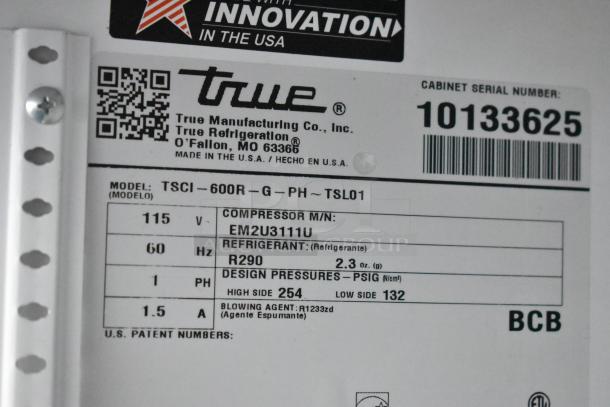 INNOVATION
IN THE USA
true®
CABINET SERIAL NUMBER:
10133625
True Manufacturing Co., Inc.
True Refrigeration®
O'Fallon, MO 63366
MADE IN THE U.S.A. / HECHO EN U.S.A.
MODEL: TSCI-600R-G-PH-TSL01
(MODELO)
115 V~
COMPRESSOR M/N:
EM2U3111U
60 Hz
REFRIGERANT: (Refrigerante)
R290 2.3 oz. (g)
1 PH
DESIGN PRESSURES-PSIG (N/cm²)
HIGH SIDE 254 LOW SIDE 132
1.5 A
BLOWING AGENT: R1233zd
(Agente Espumante)
BCB
U.S. PATENT NUMBERS: